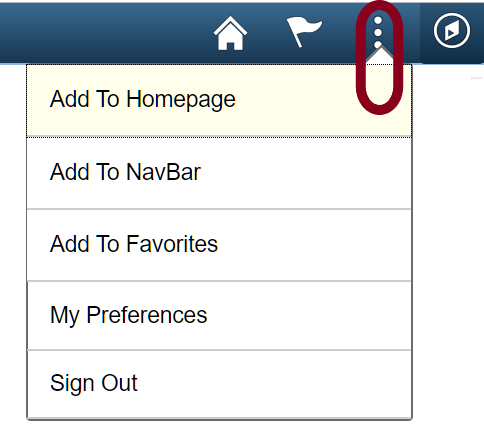 Add To Homepage
Add To NavBar
Add To Favorites
My Preferences
Sign Out